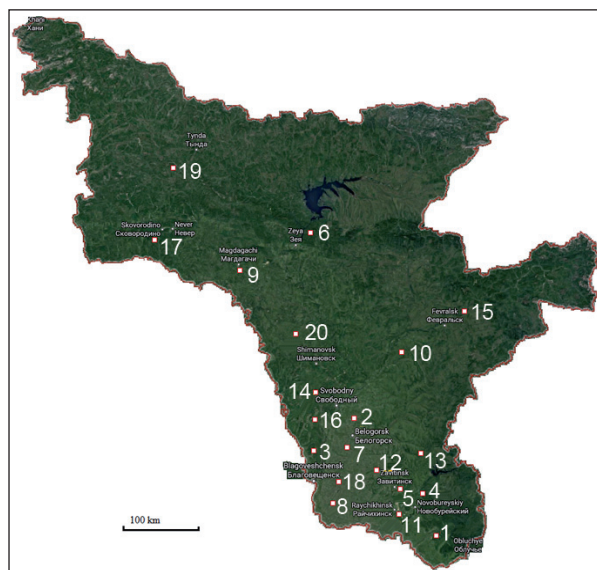 Khani
Хани
Tynda
Тында
19
Skovorodino
Сковородино
Never
Невер
17
Zeya
Зея
6
Magdagachi
Магдагачи
9
Fevralsk
Февральск
15
20
Shimanovsk
Шимановск
10
14
Svobodny
Свободный
16
2
Belogorsk
Белогорск
3
7
12
13
Blagoveshchensk
Благовещенск
Zavitinsk
Завитинск
18
4
5
Novobureyskiy
Новобурейский
8
Raychikhinsk
Райчихинск
11
1
Obluchye
Облучье
100 km